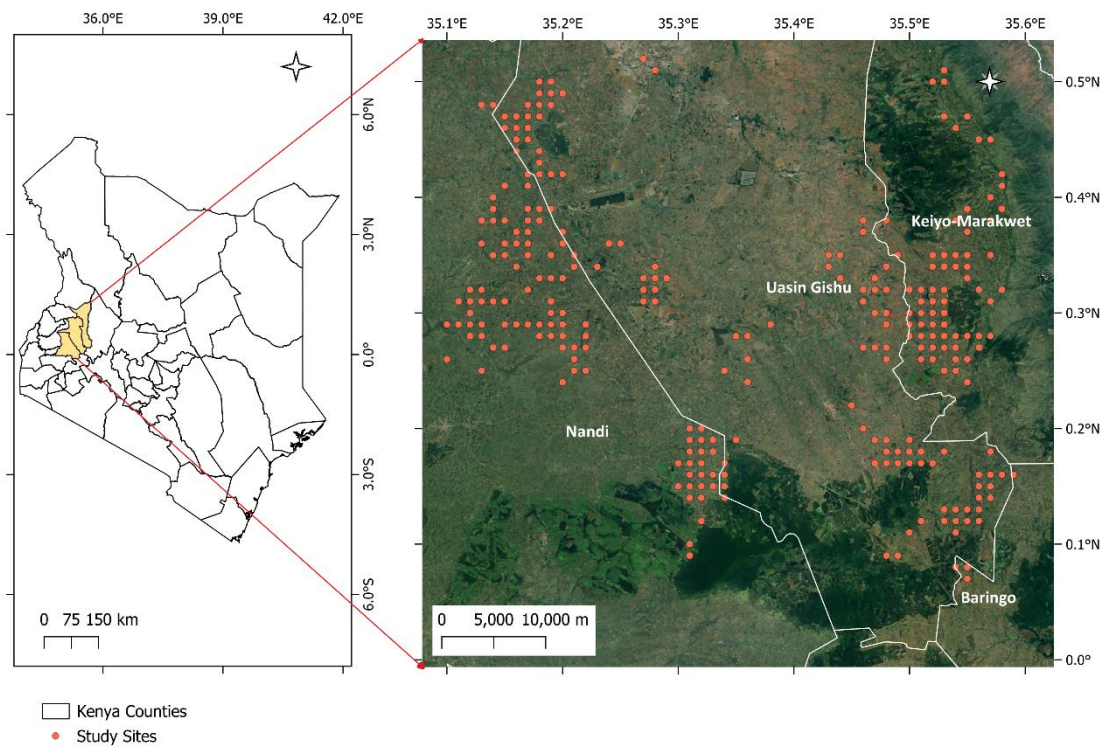 36.0°E 39.0°E 42.0°E
6.0°N
3.0°N
0.0°
3.0°S
6.0°S
0 75 150 km
35.1°E 35.2°E 35.3°E 35.4°E 35.5°E 35.6°E
0.5°N
0.4°N
0.3°N
0.2°N
0.1°N
0.0°
Keiyo-Marakwet
Uasin Gishu
Nandi
Baringo
0 5,000 10,000 m
Kenya Counties
Study Sites